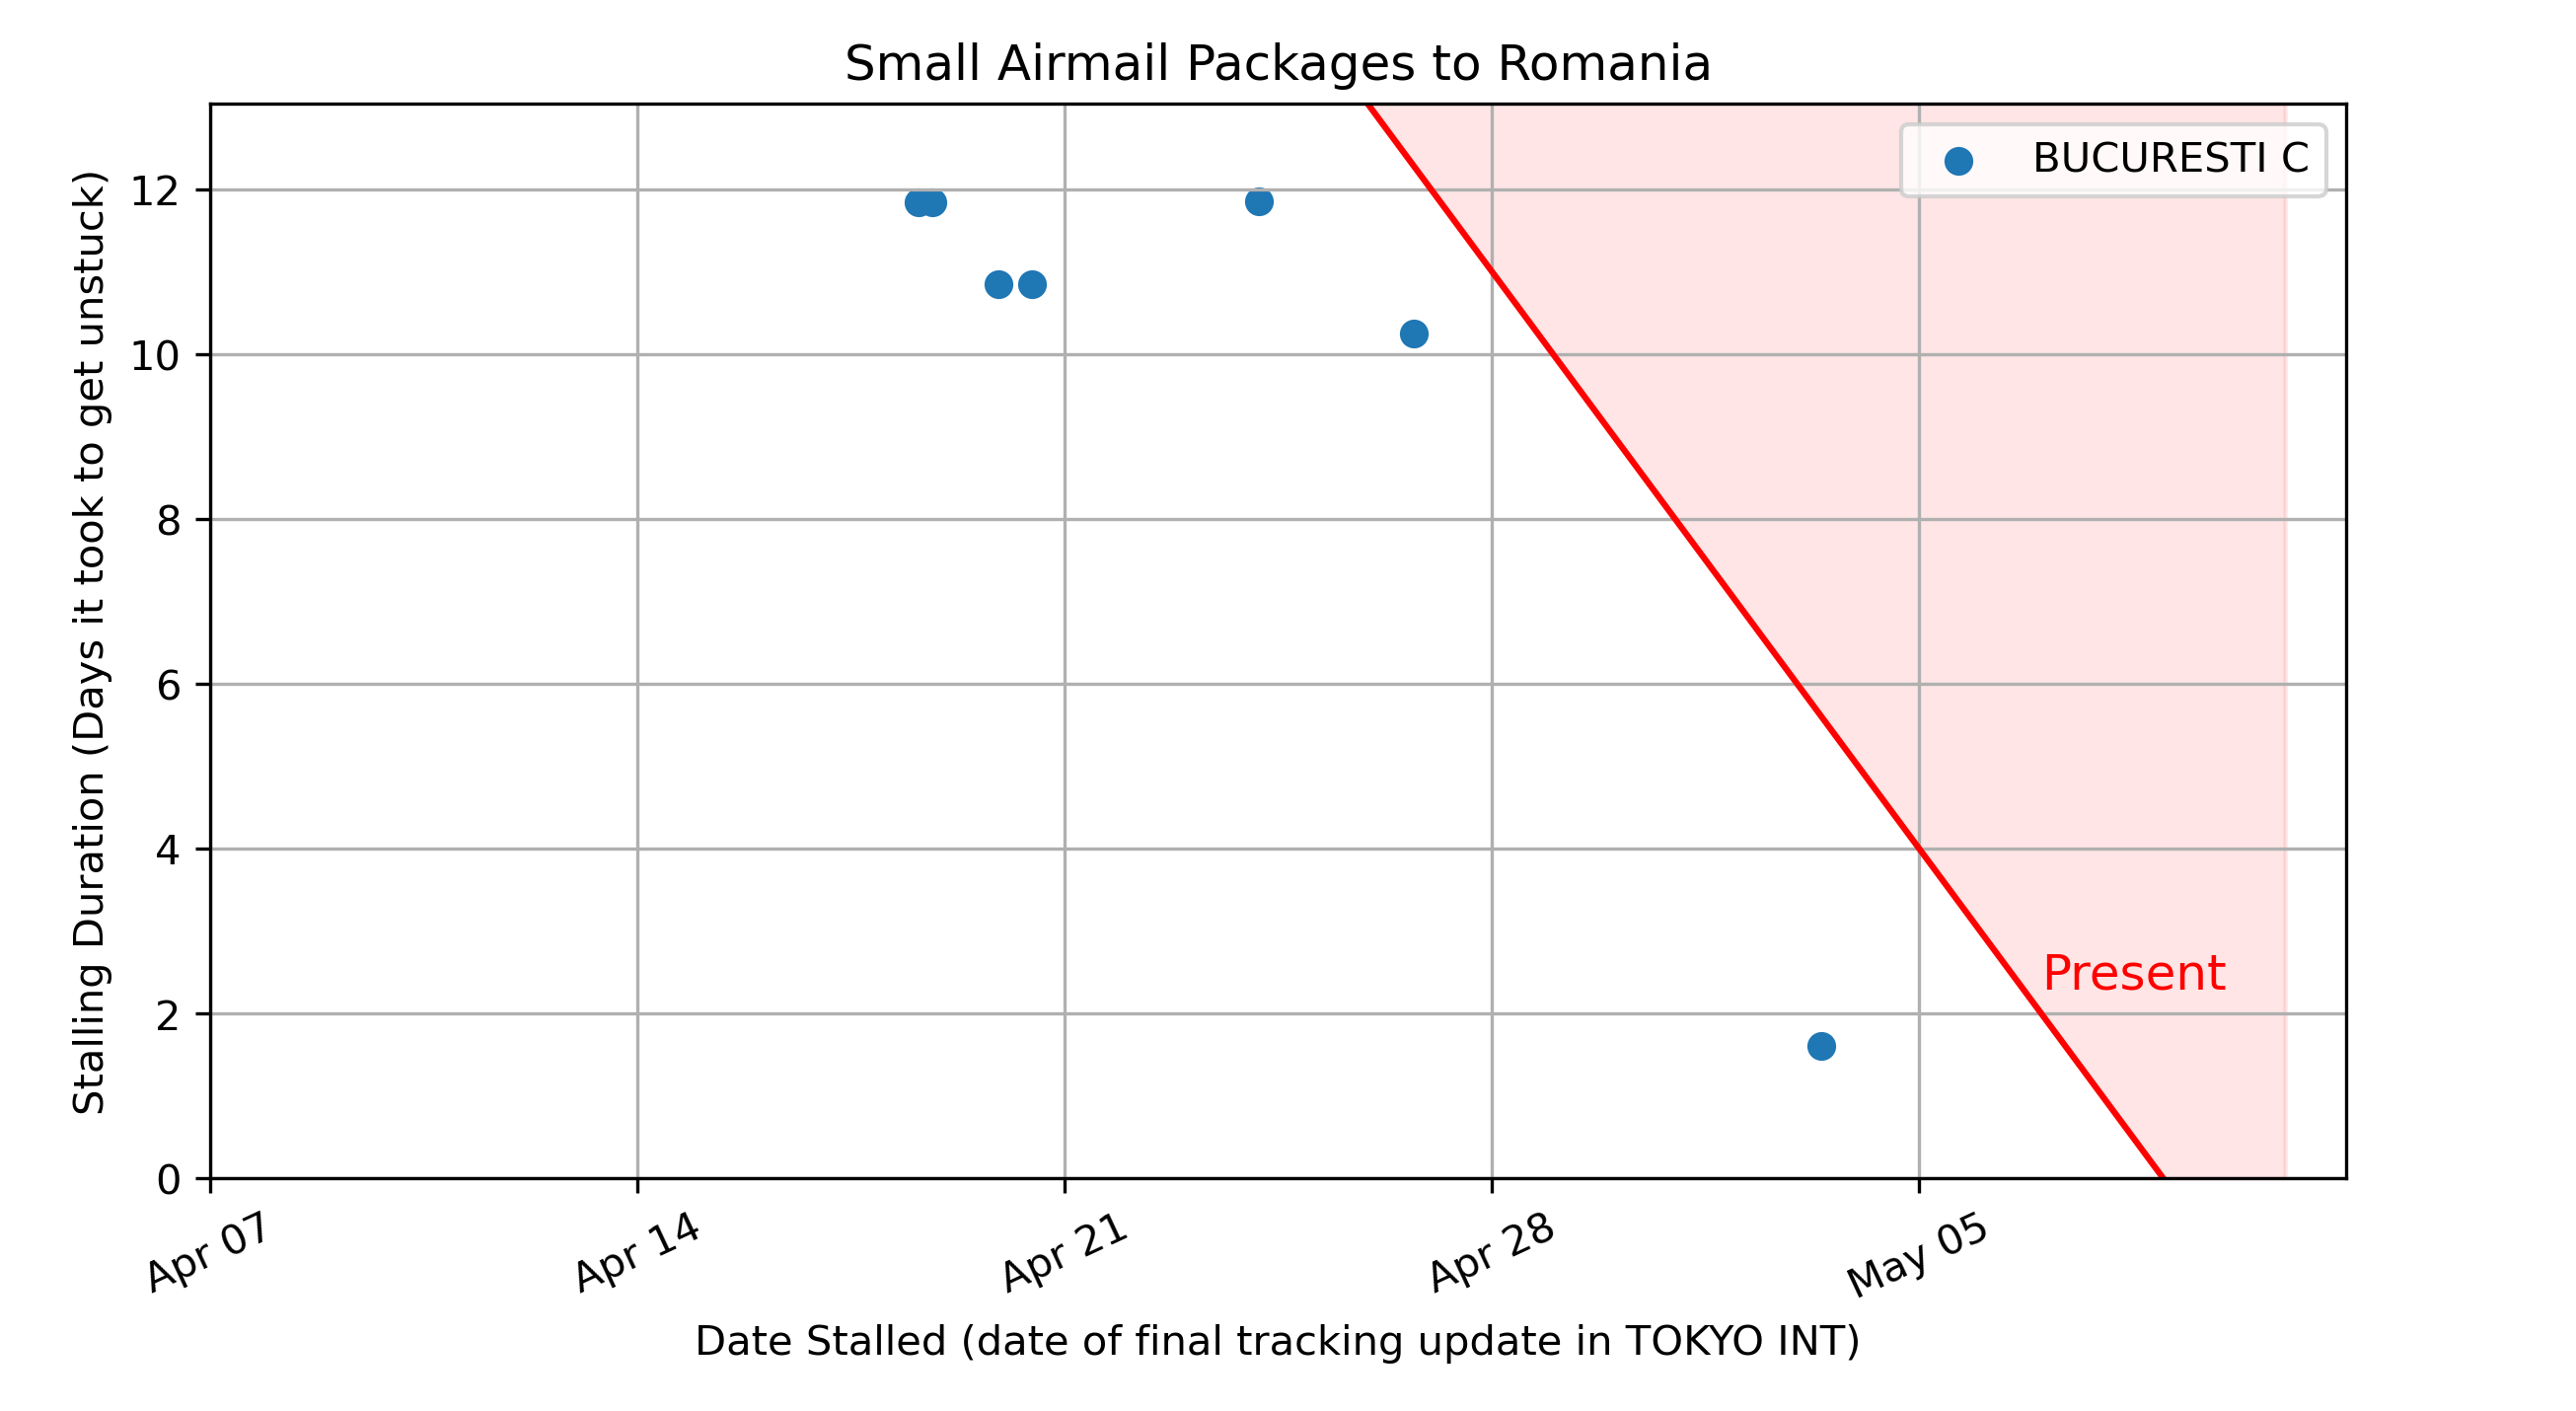 Small Airmail Packages to Romania
BUCURESTI C
Stalling Duration (Days it took to get unstuck)
12
10
8
6
4
2
0
Present
Apr 07
Apr 14
Apr 21
Apr 28
May 05
Date Stalled (date of final tracking update in TOKYO INT)